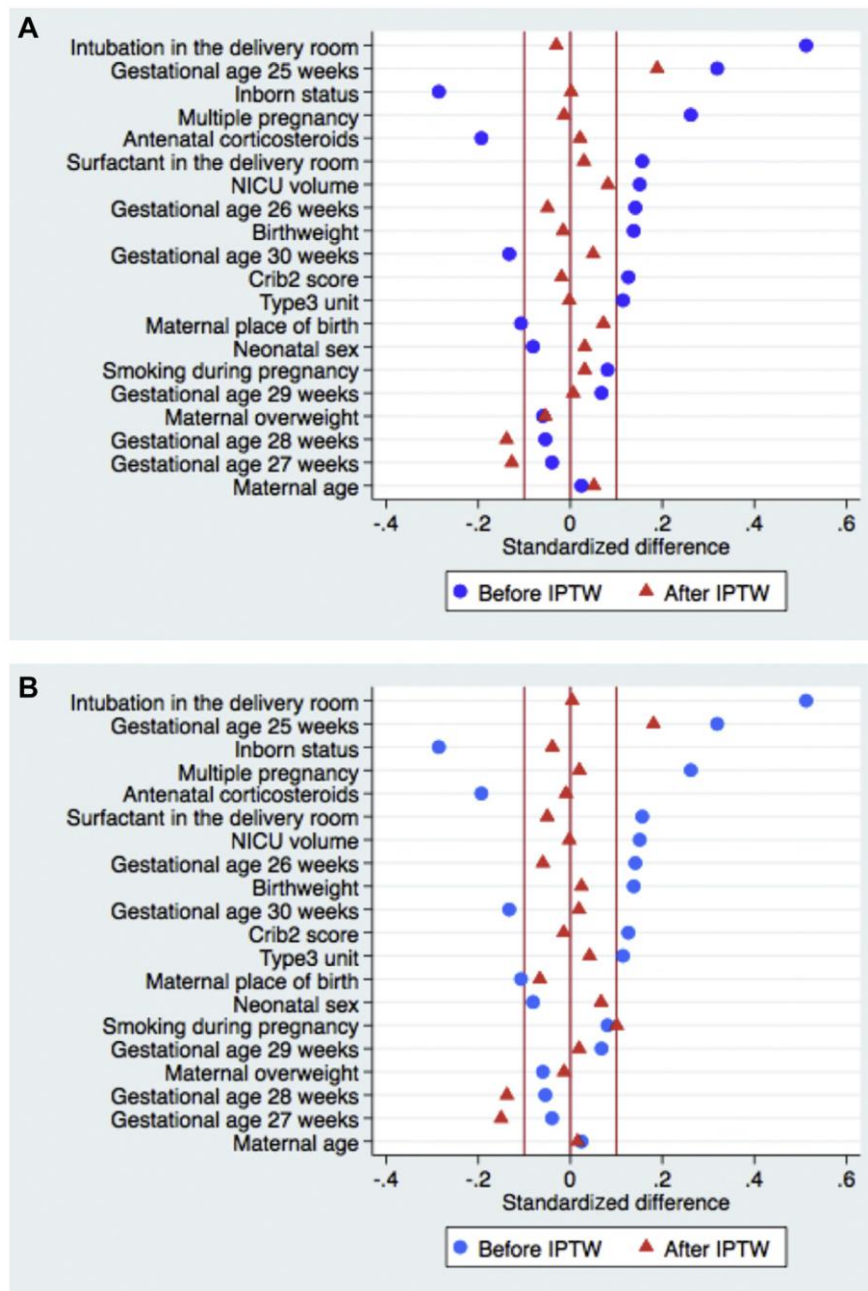 A
Intubation in the delivery room
Gestational age 25 weeks
Inborn status
Multiple pregnancy
Antenatal corticosteroids
Surfactant in the delivery room
NICU volume
Gestational age 26 weeks
Birthweight
Gestational age 30 weeks
Crib2 score
Type3 unit
Maternal place of birth
Neonatal sex
Smoking during pregnancy
Gestational age 29 weeks
Maternal overweight
Gestational age 28 weeks
Gestational age 27 weeks
Maternal age
-.4 -.2 0 .2 .4 .6
Standardized difference
Before IPTW After IPTW
B
Intubation in the delivery room
Gestational age 25 weeks
Inborn status
Multiple pregnancy
Antenatal corticosteroids
Surfactant in the delivery room
NICU volume
Gestational age 26 weeks
Birthweight
Gestational age 30 weeks
Crib2 score
Type3 unit
Maternal place of birth
Neonatal sex
Smoking during pregnancy
Gestational age 29 weeks
Maternal overweight
Gestational age 28 weeks
Gestational age 27 weeks
Maternal age
-.4 -.2 0 .2 .4 .6
Standardized difference
Before IPTW After IPTW